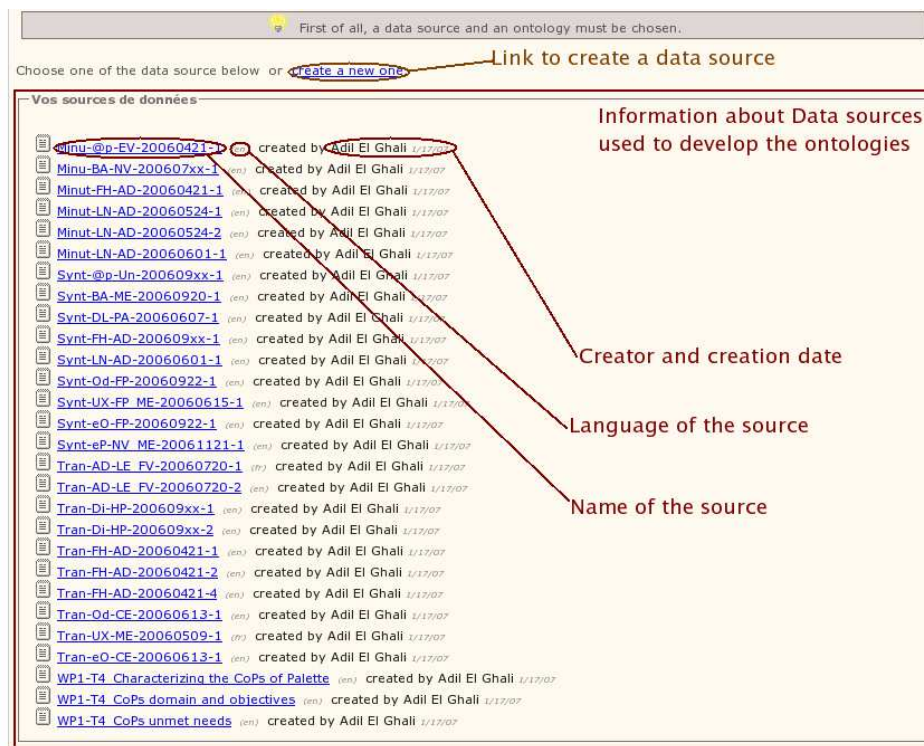 First of all, a data source and an ontology must be chosen.
Link to create a data source
Choose one of the data source below or create a new one
Vos sources de données
Information about Data sources
used to develop the ontologies
Minu-@p-EV-20060421-1 (en) created by Adil El Ghali 1/17/07
Minu-BA-NV-200607xx-1 (en) created by Adil El Ghali 1/17/07
Minut-FH-AD-20060421-1 (en) created by Adil El Ghali 1/17/07
Minut-LN-AD-20060524-1 (en) created by Adil El Ghali 1/17/07
Minut-LN-AD-20060524-2 (en) created by Adil El Ghali 1/17/07
Minut-LN-AD-20060601-1 (en) created by Adil El Ghali 1/17/07
Synt-@p-Un-200609xx-1 (en) created by Adil El Ghali 1/17/07
Synt-BA-ME-20060920-1 (en) created by Adil El Ghali 1/17/07
Synt-DL-PA-20060607-1 (en) created by Adil El Ghali 1/17/07
Synt-FH-AD-200609xx-1 (en) created by Adil El Ghali 1/17/07
Creator and creation date
Synt-LN-AD-20060601-1 (en) created by Adil El Ghali 1/17/07
Synt-Od-FP-20060922-1 (en) created by Adil El Ghali 1/17/07
Synt-UX-FP_ME-20060615-1 (en) created by Adil El Ghali 1/17/07
Synt-eO-FP-20060922-1 (en) created by Adil El Ghali 1/17/07
Language of the source
Synt-eP-NV_ME-20061121-1 (en) created by Adil El Ghali 1/17/07
Tran-AD-LE_FV-20060720-1 (fr) created by Adil El Ghali 1/17/07
Tran-AD-LE_FV-20060720-2 (en) created by Adil El Ghali 1/17/07
Tran-Di-HP-200609xx-1 (en) created by Adil El Ghali 1/17/07
Name of the source
Tran-Di-HP-200609xx-2 (en) created by Adil El Ghali 1/17/07
Tran-FH-AD-20060421-1 (en) created by Adil El Ghali 1/17/07
Tran-FH-AD-20060421-2 (en) created by Adil El Ghali 1/17/07
Tran-FH-AD-20060421-4 (en) created by Adil El Ghali 1/17/07
Tran-Od-CE-20060613-1 (en) created by Adil El Ghali 1/17/07
Tran-UX-ME-20060509-1 (fr) created by Adil El Ghali 1/17/07
Tran-eO-CE-20060613-1 (en) created by Adil El Ghali 1/17/07
WP1-T4_Characterizing the CoPs of Palette (en) created by Adil El Ghali 1/17/07
WP1-T4_CoPs domain and objectives (en) created by Adil El Ghali 1/17/07
WP1-T4_CoPs unmet needs (en) created by Adil El Ghali 1/17/07